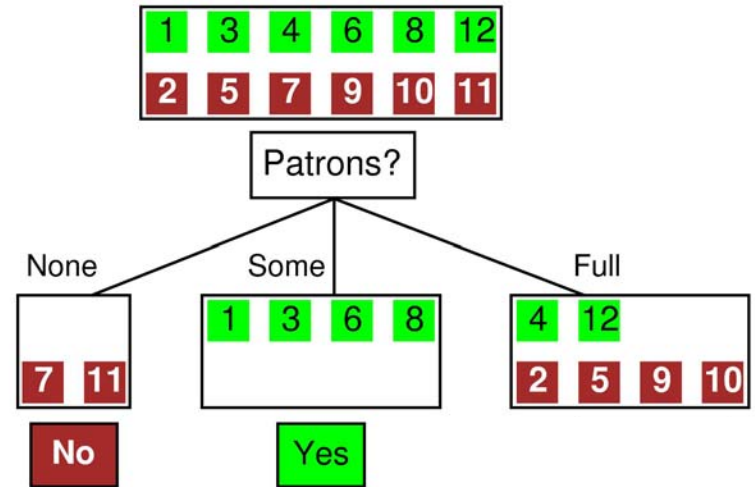 1 3 4 6 8 12
2 5 7 9 10 11
Patrons?
None Some Full
1 3 6 8 4 12
7 11 2 5 9 10
No Yes